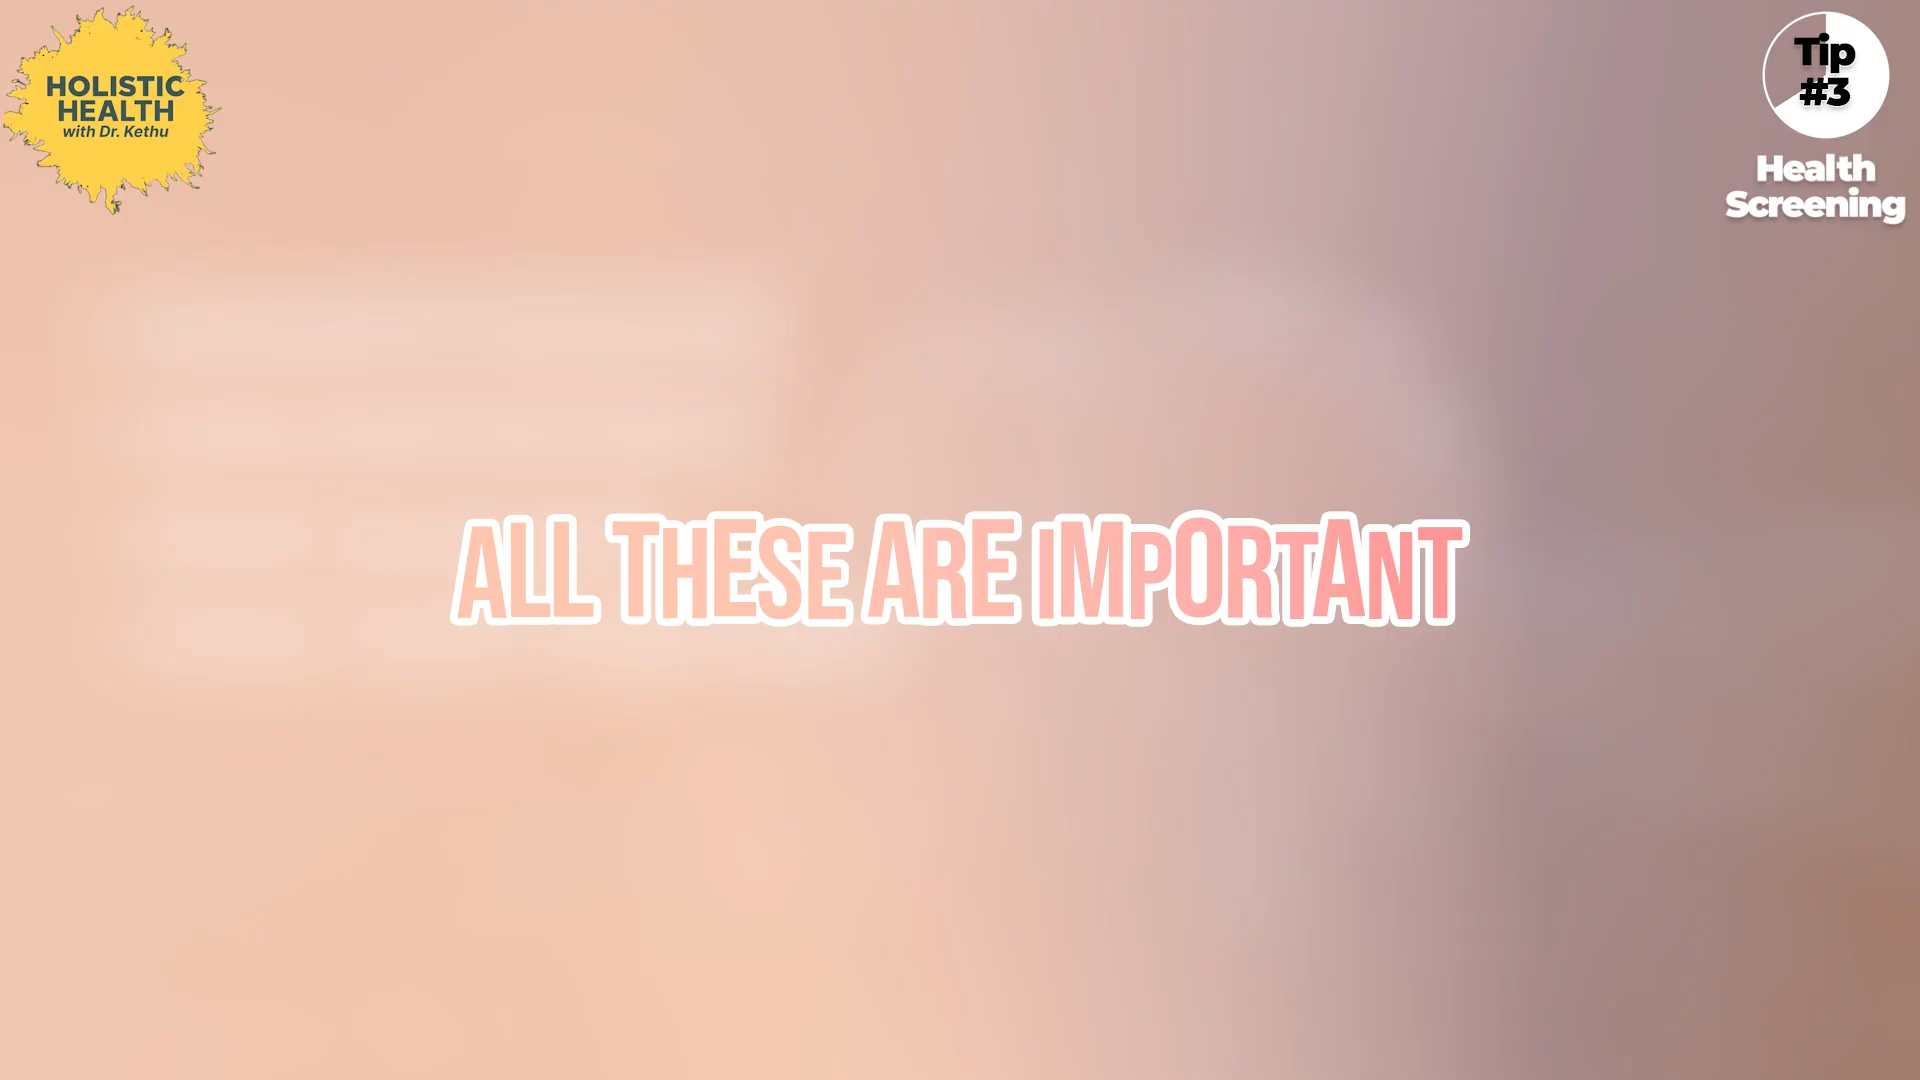 HOLISTIC
HEALTH
with Dr. Kethu
Tip
#3
Health
Screening
ALL THESE ARE IMPORTANT